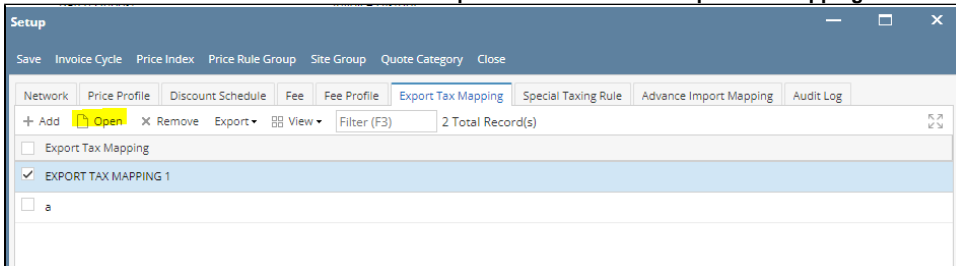 Setup
Save Invoice Cycle Price Index Price Rule Group Site Group Quote Category Close
Network Price Profile Discount Schedule Fee Fee Profile Export Tax Mapping Special Taxing Rule Advance Import Mapping Audit Log
+ Add Open X Remove Export View Filter (F3) 2 Total Record(s)
Export Tax Mapping
EXPORT TAX MAPPING 1
a